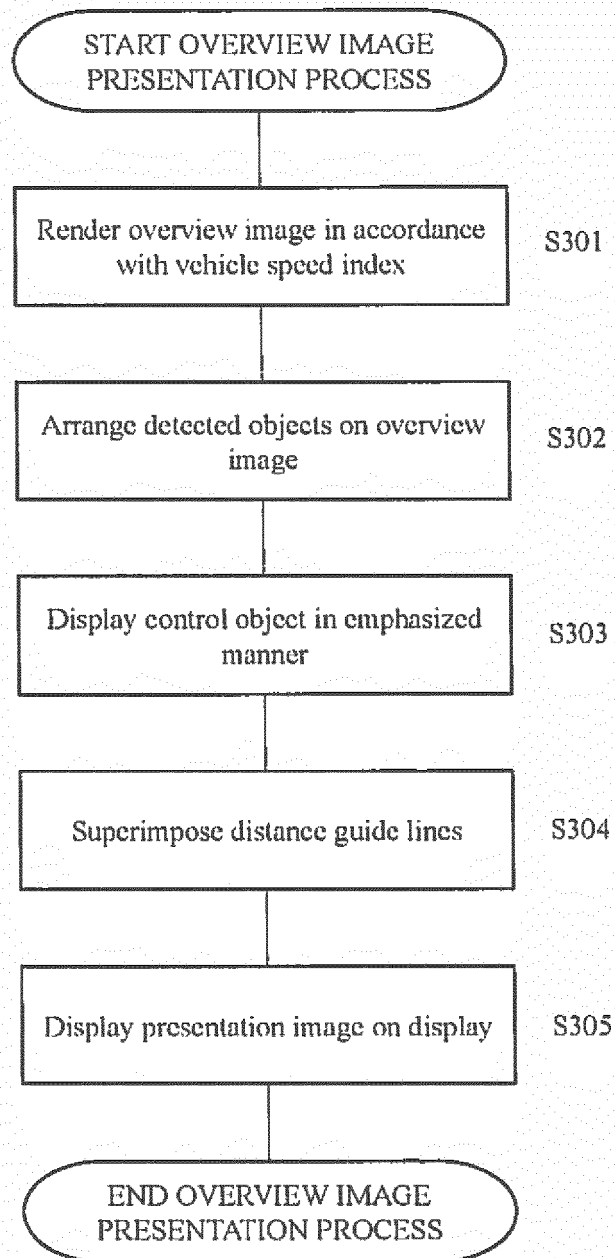 START OVERVIEW IMAGE
PRESENTATION PROCESS
Render overview image in accordance
with vehicle speed index
S301
Arrange detected objects on overview
image
S302
Display control object in emphasized
manner
S303
Superimpose distance guide lines
S304
Display presentation image on display
S305
END OVERVIEW IMAGE
PRESENTATION PROCESS